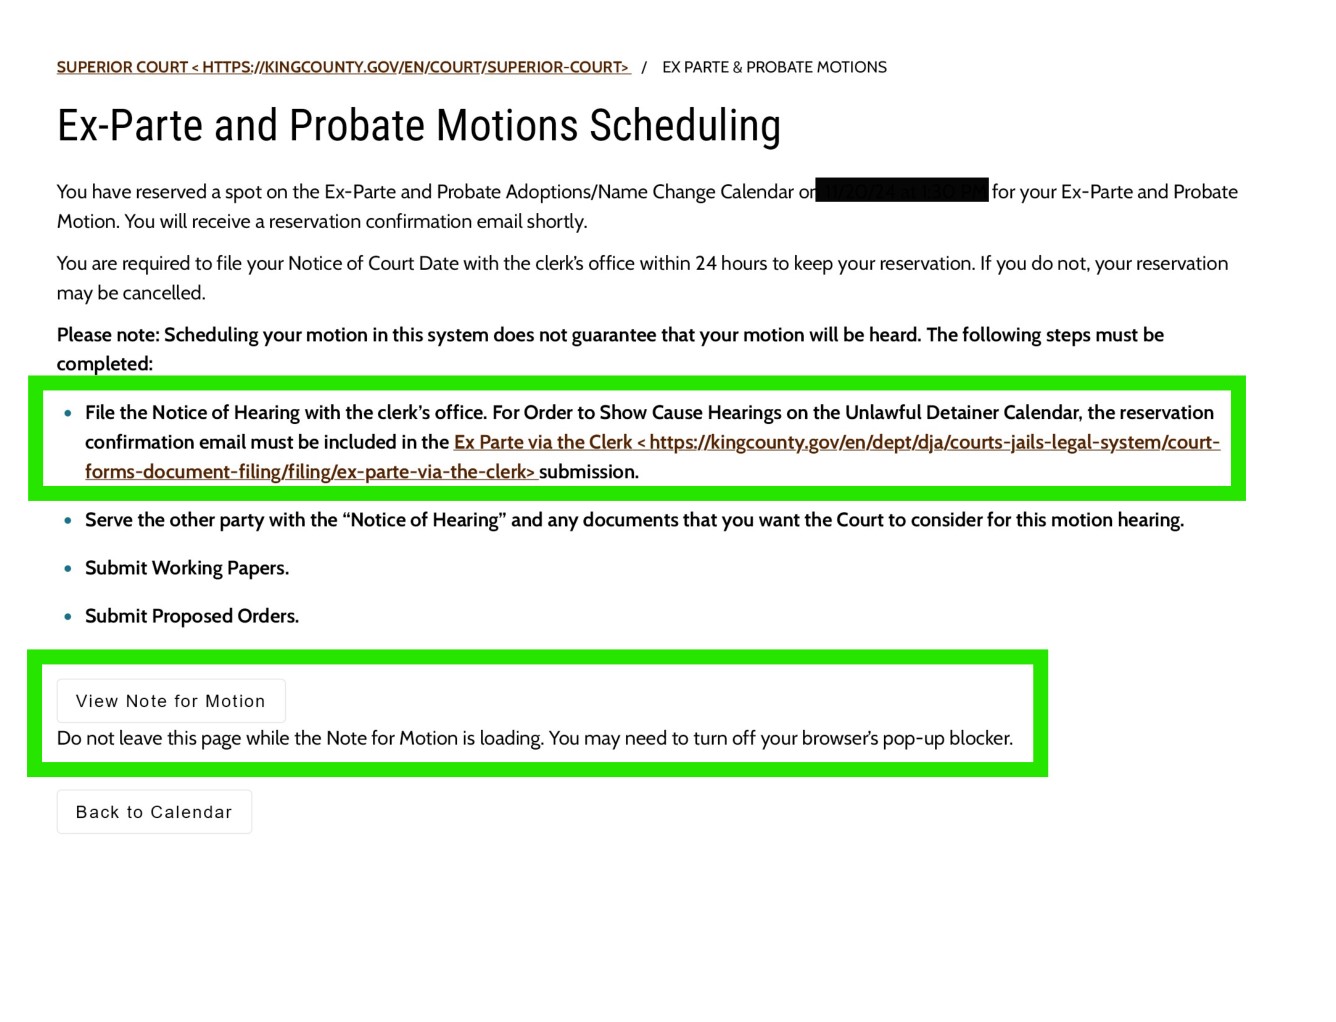 SUPERIOR COURT < HTTPS://KINGCOUNTY.GOV/EN/COURT/SUPERIOR-COURT> / EX PARTE & PROBATE MOTIONS
Ex-Parte and Probate Motions Scheduling
You have reserved a spot on the Ex-Parte and Probate Adoptions/Name Change Calendar on for your Ex-Parte and Probate
Motion. You will receive a reservation confirmation email shortly.
You are required to file your Notice of Court Date with the clerk's office within 24 hours to keep your reservation. If you do not, your reservation
may be cancelled.
Please note: Scheduling your motion in this system does not guarantee that your motion will be heard. The following steps must be
completed:
• File the Notice of Hearing with the clerk's office. For Order to Show Cause Hearings on the Unlawful Detainer Calendar, the reservation
confirmation email must be included in the Ex Parte via the Clerk < https://kingcounty.gov/en/dept/dja/courts-jails-legal-system/court-
forms-document-filing/filing/ex-parte-via-the-clerk> submission.
• Serve the other party with the “Notice of Hearing” and any documents that you want the Court to consider for this motion hearing.
• Submit Working Papers.
• Submit Proposed Orders.
View Note for Motion
Do not leave this page while the Note for Motion is loading. You may need to turn off your browser's pop-up blocker.
Back to Calendar